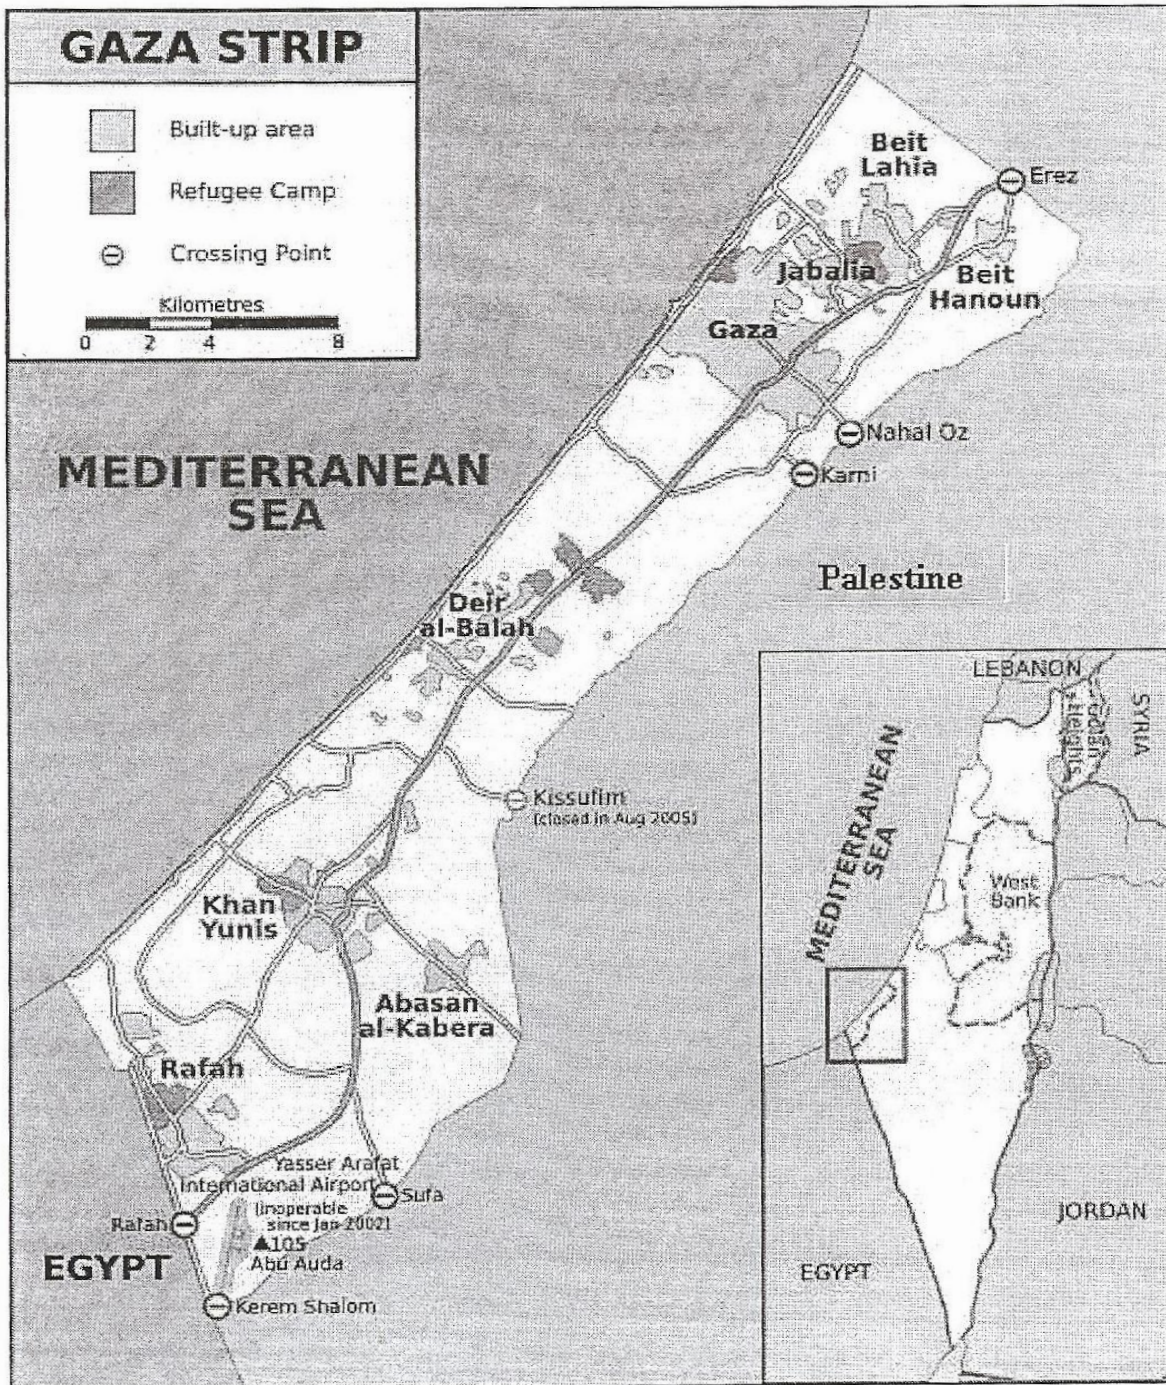 GAZA STRIP
Built-up area
Refugee Camp
Crossing Point
Kilometres
0 2 4 8
Beit
Lahia
Erez
Jabalia
Beit
Hanoun
Gaza
Nahal Oz
Karni
MEDITERRANEAN
SEA
Palestine
Deir
al-Balah
Kissufim
(closed in Aug 2005)
Khan
Yunis
Abasan
al-Kabera
Rafah
Yasser Arafat
International Airport
(inoperable
since Jan 2002)
Sufa
Rafah
105
Abu Auda
EGYPT
Kerem Shalom
LEBANON
Golan
Heights
SYRIA
MEDITERRANEAN
SEA
West
Bank
JORDAN
EGYPT